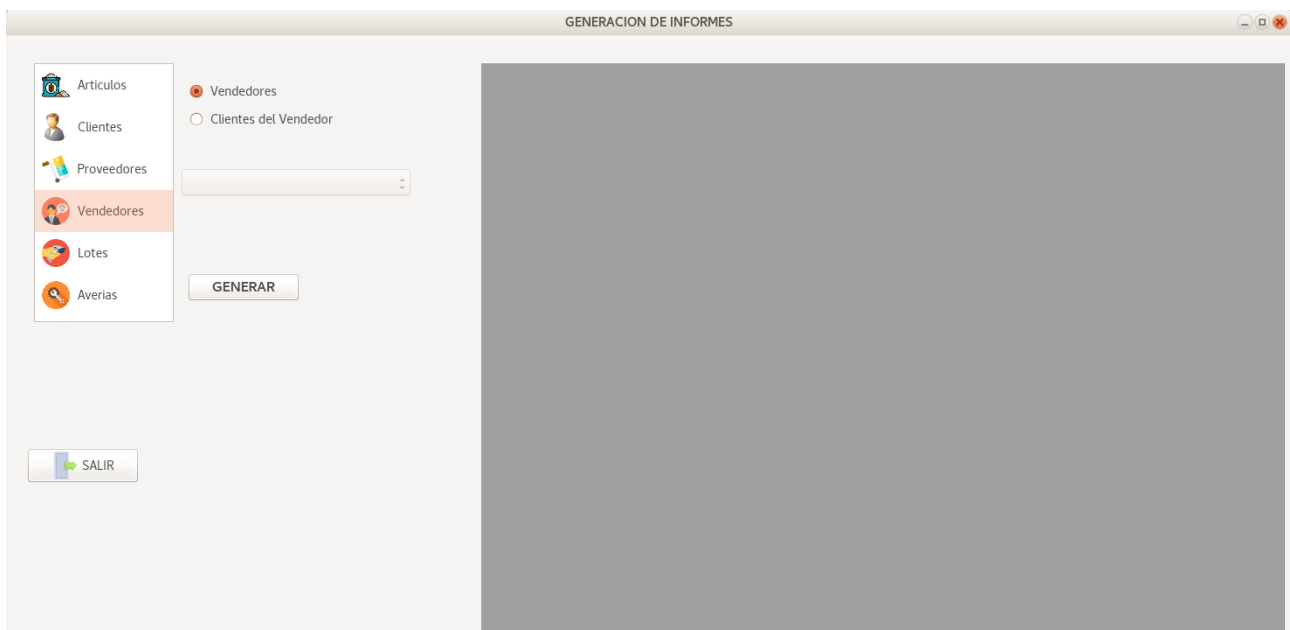 GENERACION DE INFORMES
Articulos
Clientes
Proveedores
Vendedores
Lotes
Averias
Vendedores
Clientes del Vendedor
GENERAR
SALIR